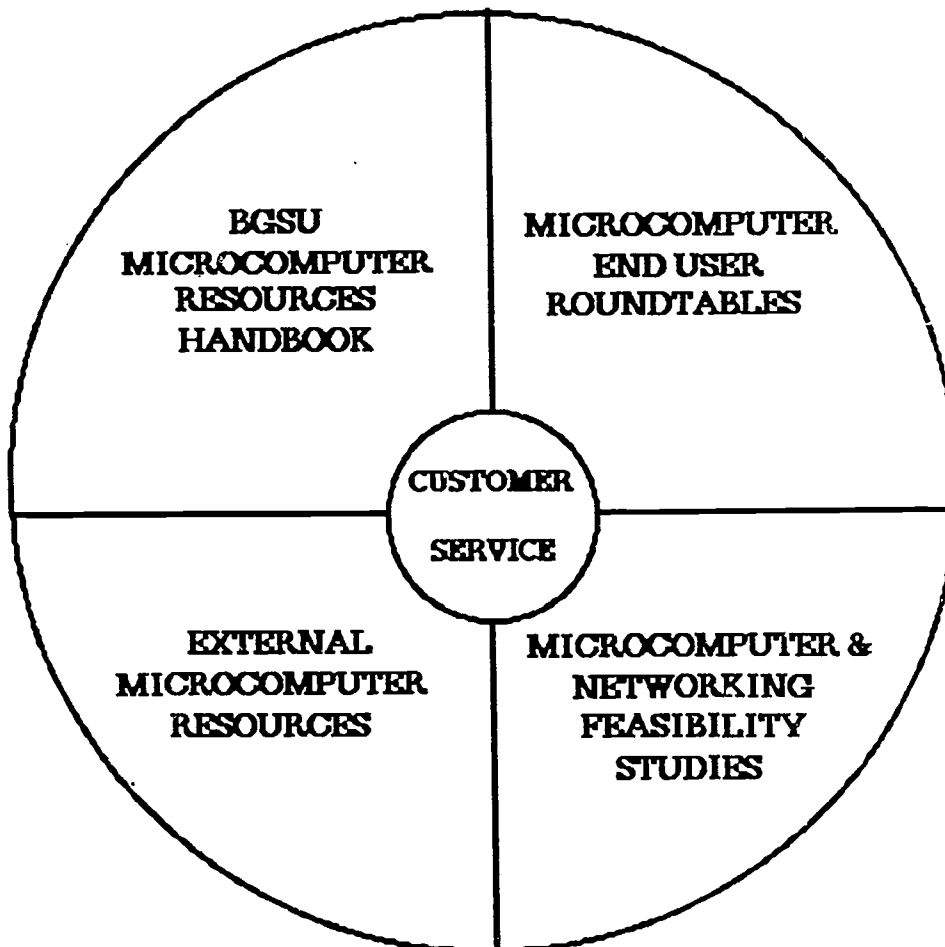 BGSU
MICROCOMPUTER
RESOURCES
HANDBOOK
MICROCOMPUTER
END USER
ROUNDTABLES
CUSTOMER
SERVICE
EXTERNAL
MICROCOMPUTER
RESOURCES
MICROCOMPUTER &
NETWORKING
FEASIBILITY
STUDIES